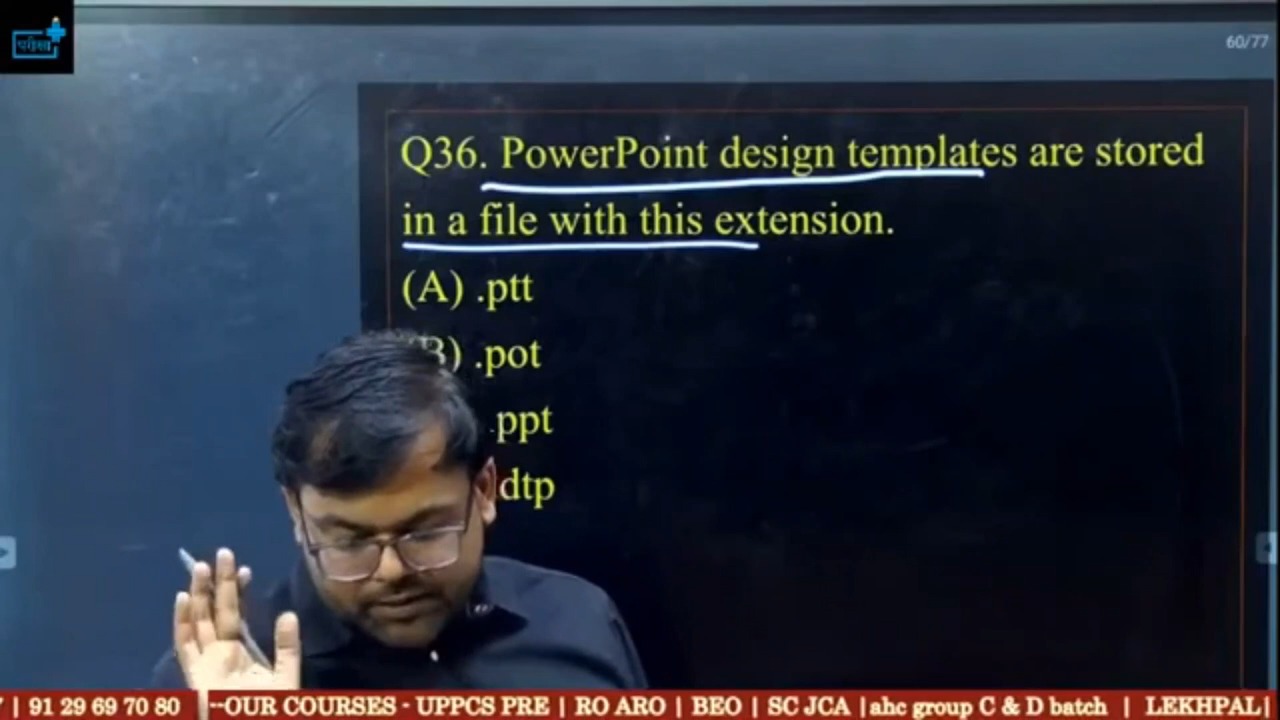 परीक्षा
60/77
Q36. PowerPoint design templates are stored
in a file with this extension.
(A) .ptt
(B) .pot
.ppt
dtp
| 91 29 69 70 80 --OUR COURSES - UPPCS PRE | RO ARO | BEO | SC JCA |ahc group C & D batch | LEKHPAL|